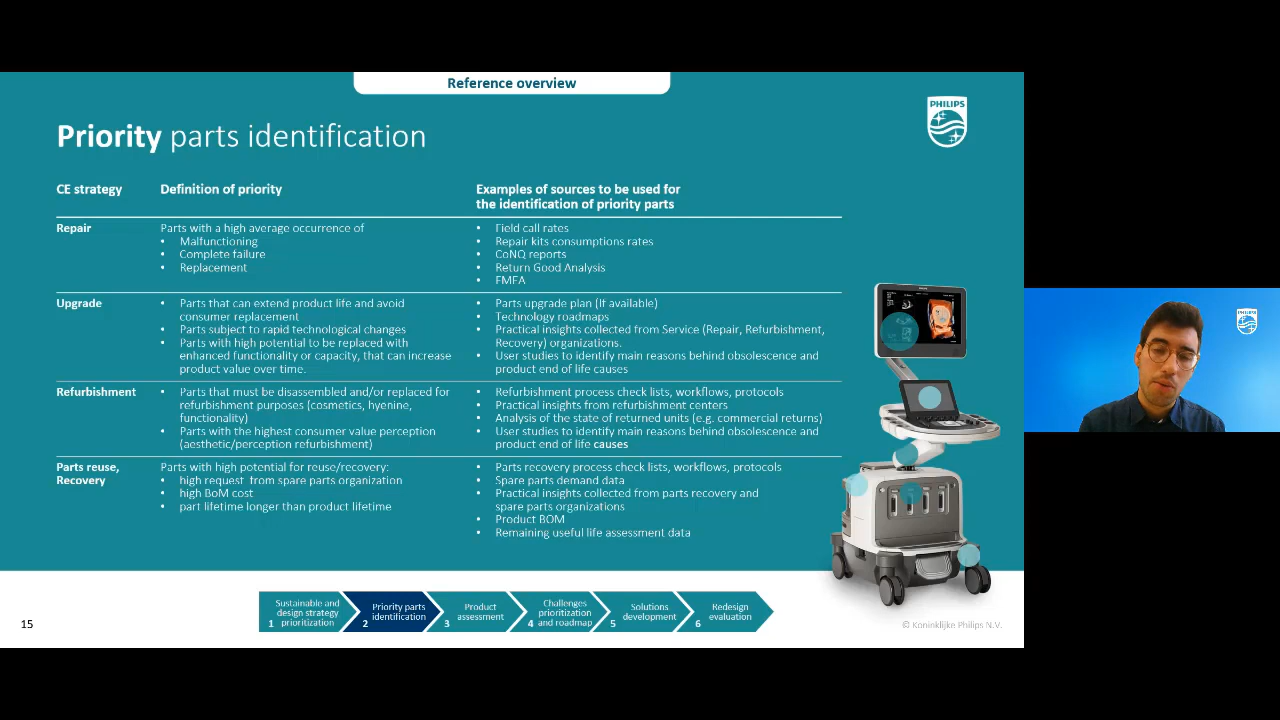 Reference overview
PHILIPS
Priority parts identification
CE strategy
Definition of priority
Examples of sources to be used for
the identification of priority parts
Repair
Parts with a high average occurrence of
• Malfunctioning
• Complete failure
• Replacement
• Field call rates
• Repair kits consumptions rates
• CoNQ reports
• Return Good Analysis
• FMEA
Upgrade
• Parts that can extend product life and avoid
consumer replacement
• Parts subject to rapid technological changes
• Parts with high potential to be replaced with
enhanced functionality or capacity, that can increase
product value over time.
• Parts upgrade plan (If available)
• Technology roadmaps
• Practical insights collected from Service (Repair, Refurbishment,
Recovery) organizations.
• User studies to identify main reasons behind obsolescence and
product end of life causes
Refurbishment
• Parts that must be disassembled and/or replaced for
refurbishment purposes (cosmetics, hyenine,
functionality)
• Parts with the highest consumer value perception
(aesthetic/perception refurbishment)
• Refurbishment process check lists, workflows, protocols
• Practical insights from refurbishment centers
• Analysis of the state of returned units (e.g. commercial returns)
• User studies to identify main reasons behind obsolescence and
product end of life causes
Parts reuse,
Recovery
Parts with high potential for reuse/recovery:
• high request from spare parts organization
• high BoM cost
• part lifetime longer than product lifetime
• Parts recovery process check lists, workflows, protocols
• Spare parts demand data
• Practical insights collected from parts recovery and
spare parts organizations
• Product BOM
• Remaining useful life assessment data
Sustainable and
design strategy
1 prioritization
Priority parts
2 identification
Product
3 assessment
Challenges
prioritization
4 and roadmap
Solutions
5 development
Redesign
6 evaluation
15
© Koninklijke Philips N.V.